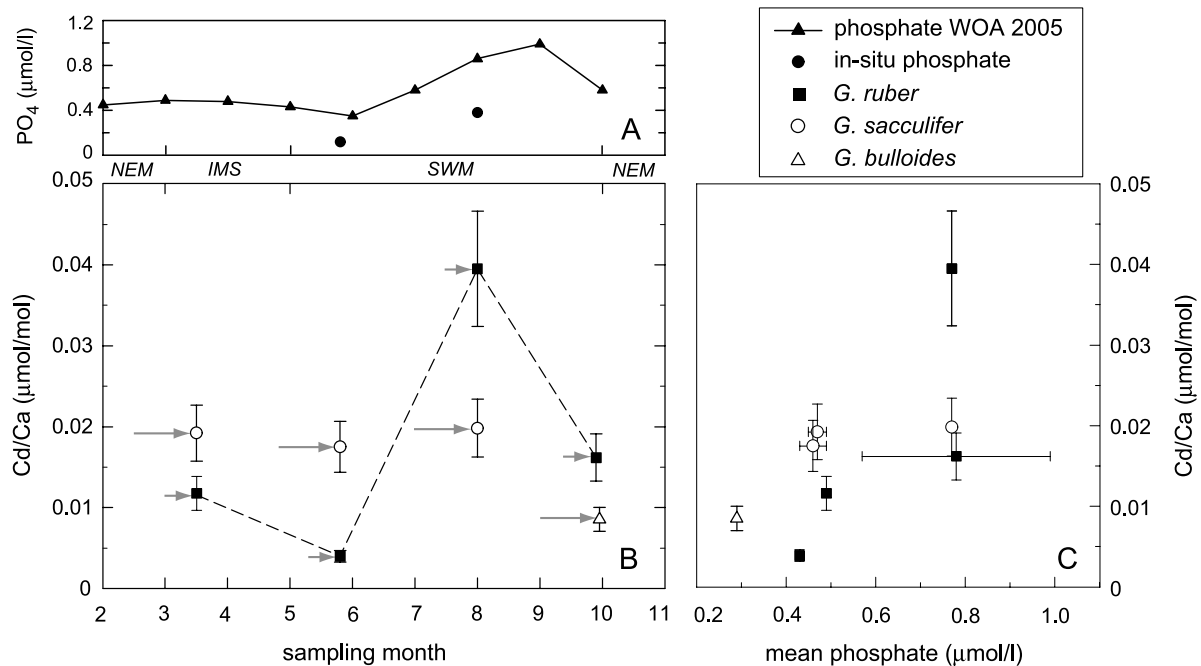 1.2
0.8
0.4
0
PO4 (μmol/l)
A
phosphate WOA 2005
in-situ phosphate
G. ruber
G. sacculifer
G. bulloides
NEM IMS SWM NEM
0.05
0.04
0.03
0.02
0.01
0
Cd/Ca (μmol/mol)
B
2 3 4 5 6 7 8 9 10 11
sampling month
0.05
0.04
0.03
0.02
0.01
0
Cd/Ca (μmol/mol)
C
0.2 0.4 0.6 0.8 1.0
mean phosphate (μmol/l)